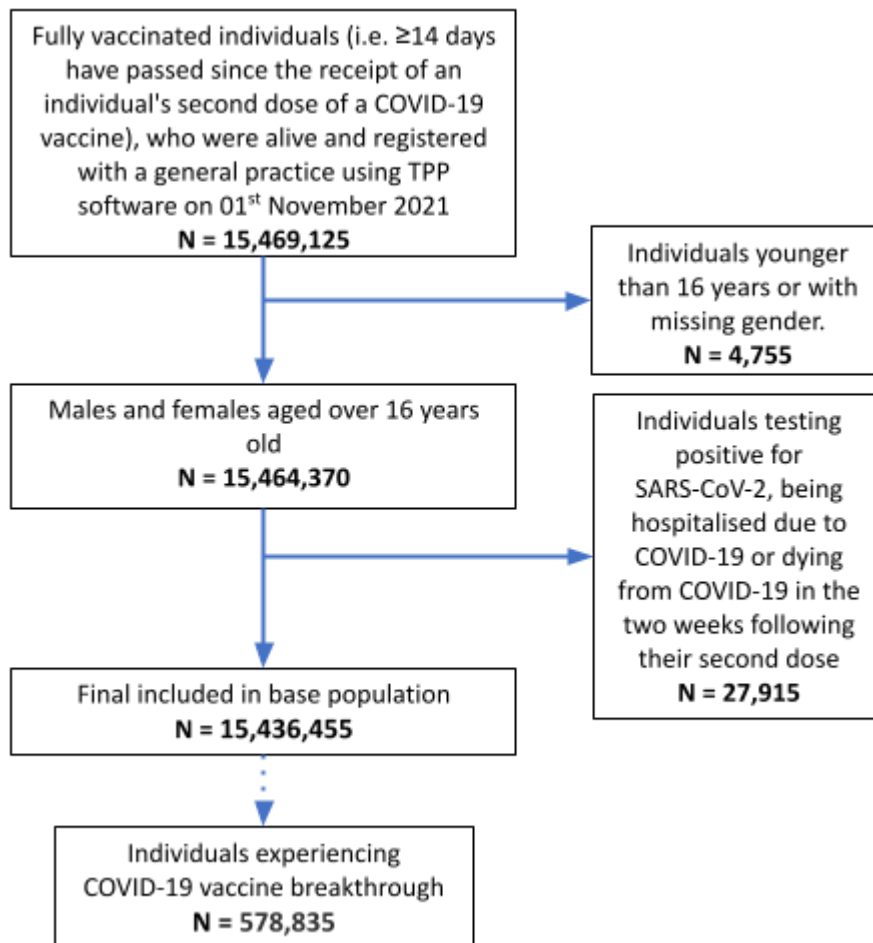 Fully vaccinated individuals (i.e. ≥14 days
have passed since the receipt of an
individual's second dose of a COVID-19
vaccine), who were alive and registered
with a general practice using TPP
software on 01st November 2021
N = 15,469,125
Individuals younger
than 16 years or with
missing gender.
N = 4,755
Males and females aged over 16 years
old
N = 15,464,370
Individuals testing
positive for
SARS-CoV-2, being
hospitalised due to
COVID-19 or dying
from COVID-19 in the
two weeks following
their second dose
N = 27,915
Final included in base population
N = 15,436,455
Individuals experiencing
COVID-19 vaccine breakthrough
N = 578,835